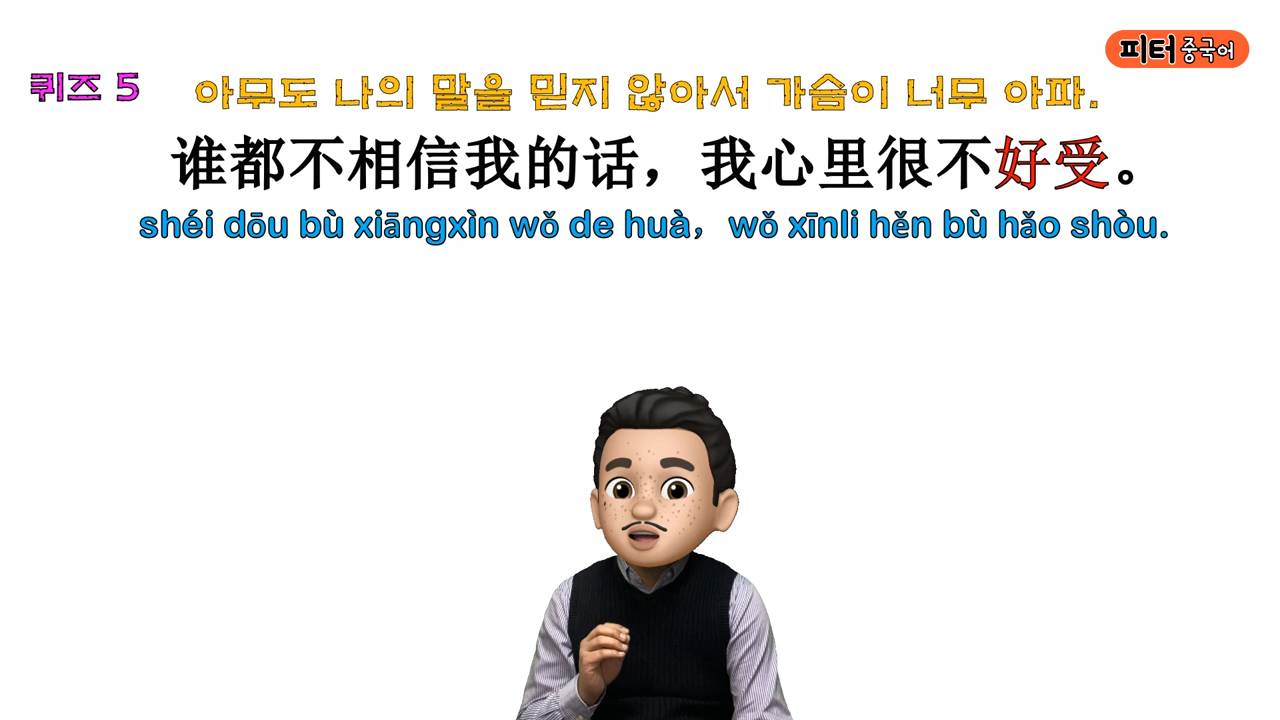 피터 중국어
퀴즈 5 아무도 나의 말을 믿지 않아서 가슴이 너무 아파.
谁都不相信我的话，我心里很不好受。
shéi dōu bù xiāngxìn wǒ de huà，wǒ xīnli hěn bù hǎo shòu.